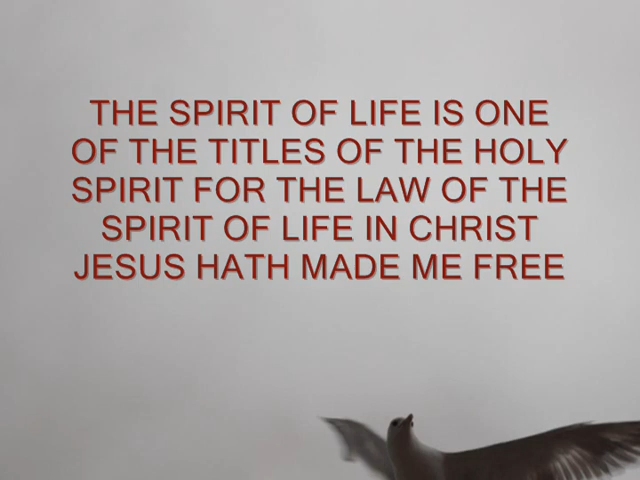 THE SPIRIT OF LIFE IS ONE
OF THE TITLES OF THE HOLY
SPIRIT FOR THE LAW OF THE
SPIRIT OF LIFE IN CHRIST
JESUS HATH MADE ME FREE